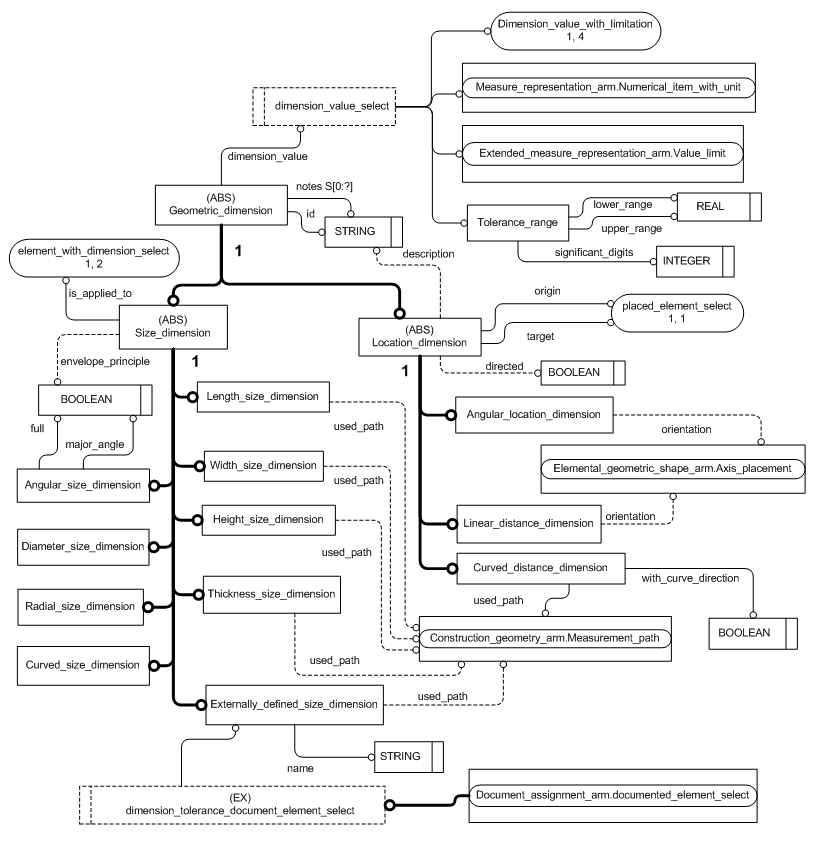 Dimension_value_with_limitation
1, 4
Measure_representation_arm.Numerical_item_with_unit
dimension_value_select
Extended_measure_representation_arm.Value_limit
dimension_value
(ABS)
Geometric_dimension
notes S[0:?]
id
STRING
Tolerance_range
lower_range
upper_range
REAL
significant_digits
INTEGER
1
description
element_with_dimension_select
1, 2
is_applied_to
(ABS)
Size_dimension
1
(ABS)
Location_dimension
1
origin
target
placed_element_select
1, 1
directed
BOOLEAN
envelope_principle
BOOLEAN
full
major_angle
Length_size_dimension
used_path
Angular_location_dimension
orientation
Width_size_dimension
used_path
Elemental_geometric_shape_arm.Axis_placement
Angular_size_dimension
Height_size_dimension
used_path
Linear_distance_dimension
orientation
Diameter_size_dimension
Curved_distance_dimension
with_curve_direction
used_path
Radial_size_dimension
Thickness_size_dimension
used_path
Construction_geometry_arm.Measurement_path
BOOLEAN
Curved_size_dimension
Externally_defined_size_dimension
used_path
name
STRING
(EX)
dimension_tolerance_document_element_select
Document_assignment_arm.documented_element_select